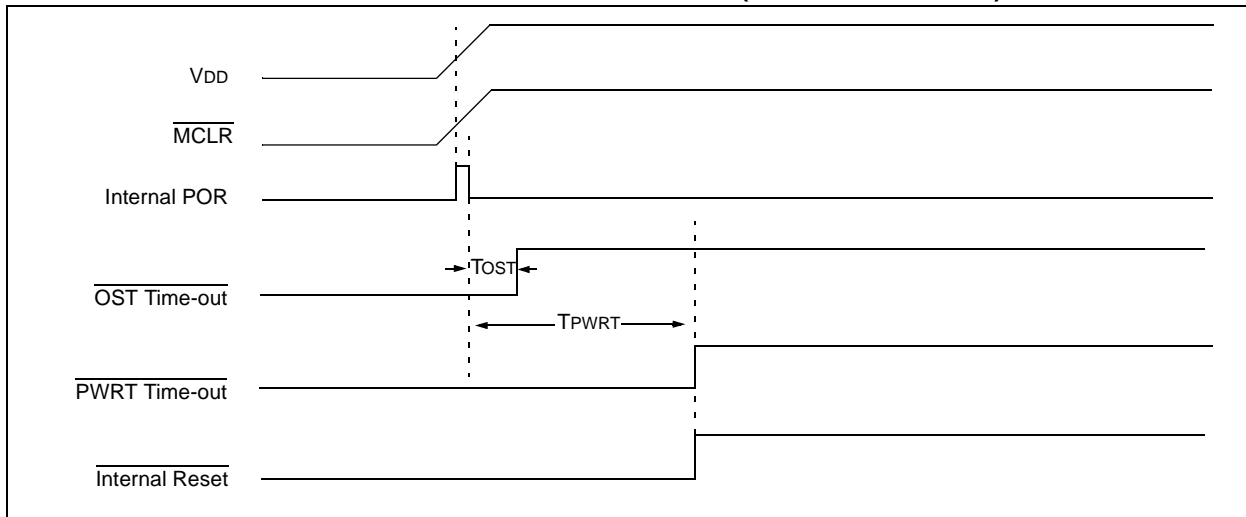 VDD
MCLR
Internal POR
TOST
OST Time-out
TPWRT
PWRT Time-out
Internal Reset